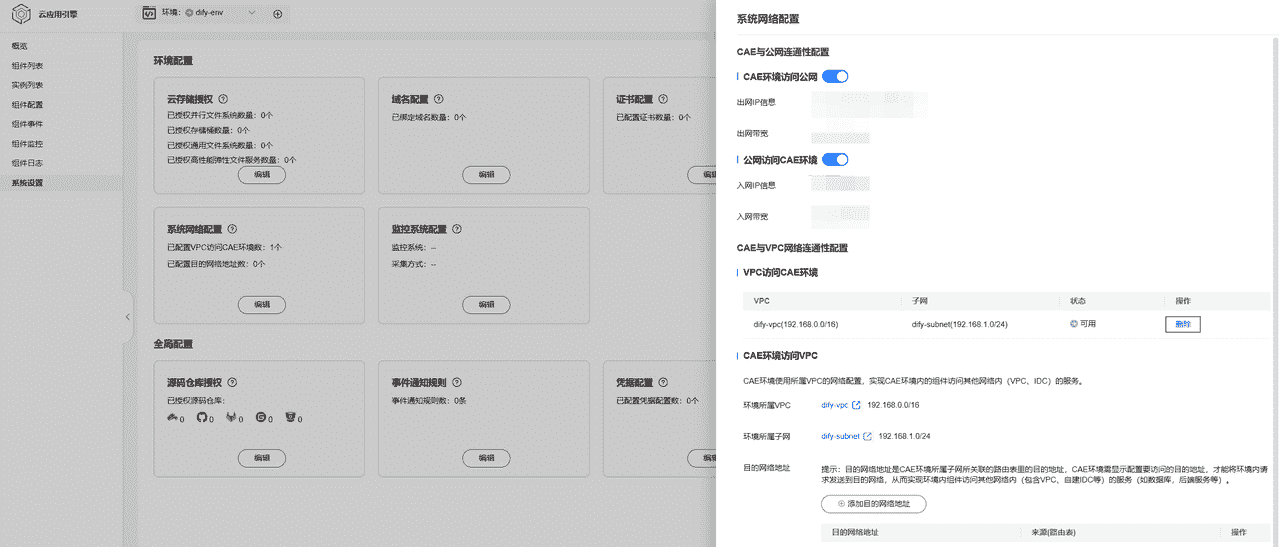 云应用引擎
环境: dify-env
概览
组件列表
实例列表
组件配置
组件事件
组件监控
组件日志
系统设置
环境配置
云存储授权
已授权并行文件系统数量: 0个
已授权存储桶数量: 0个
已授权通用文件系统数量: 0个
已授权高性能弹性文件服务数量: 0个
编辑
域名配置
已绑定域名数量: 0个
编辑
证书配置
已配置证书数量: 0个
编辑
系统网络配置
已配置VPC访问CAE环境数: 1个
已配置目的网络地址数: 0个
编辑
监控系统配置
监控系统: --
采集方式: --
编辑
全局配置
源码仓库授权
已授权源码仓库:
0 0 0 0 0
编辑
事件通知规则
事件通知规则数: 0条
编辑
凭据配置
已配置凭据配置数: 0个
编辑
系统网络配置
CAE与公网连通性配置
CAE环境访问公网
出网IP信息
出网带宽
公网访问CAE环境
入网IP信息
入网带宽
CAE与VPC网络连通性配置
VPC访问CAE环境
VPC 子网 状态 操作
dify-vpc(192.168.0.0/16) dify-subnet(192.168.1.0/24) 可用 删除
CAE环境访问VPC
CAE环境使用所属VPC的网络配置，实现CAE环境内的组件访问其他网络内（VPC、IDC）的服务。
环境所属VPC dify-vpc 192.168.0.0/16
环境所属子网 dify-subnet 192.168.1.0/24
目的网络地址 提示：目的网络地址是CAE环境所属子网所关联的路由表里的目的地址，CAE环境需显示配置要访问的目的地址，才能将环境内请
求发送到目的网络，从而实现环境内组件访问其他网络内（包含VPC、自建IDC等）的服务（如数据库，后端服务等）。
添加目的网络地址
目的网络地址 来源(路由表) 操作